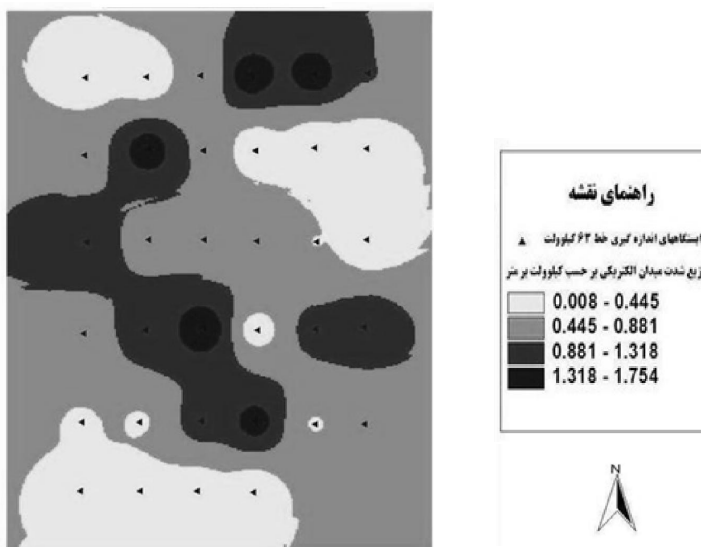 راهنمای نقشه
ایستگاههای اندازه گیری خط ۶۳ کیلوولت
زیع شدت میدان الکتریکی بر حسب کیلوولت بر متر
0.008 - 0.445
0.445 - 0.881
0.881 - 1.318
1.318 - 1.754
N